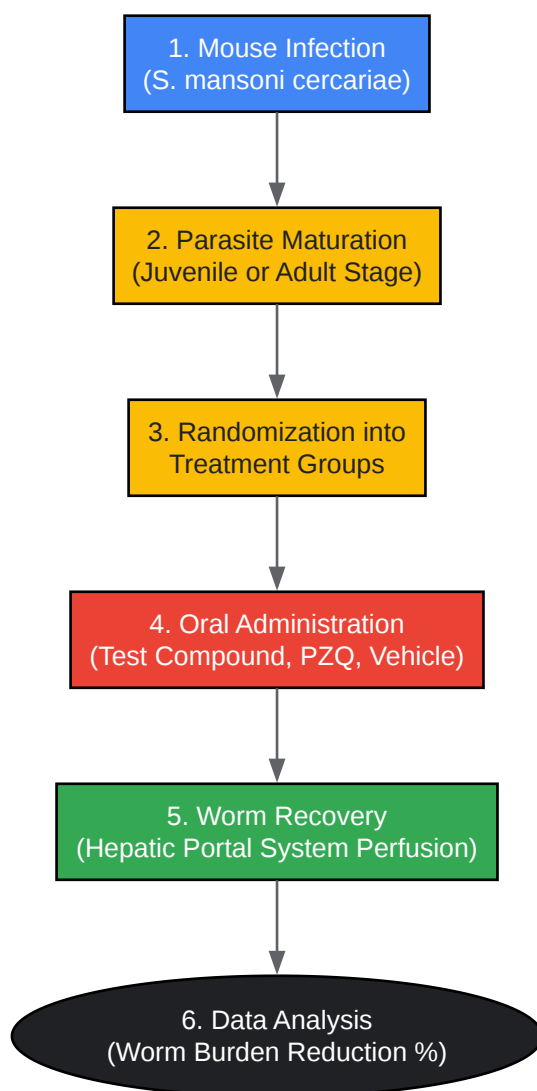 1. Mouse Infection
(S. mansoni cercariae)
2. Parasite Maturation
(Juvenile or Adult Stage)
3. Randomization into
Treatment Groups
4. Oral Administration
(Test Compound, PZQ, Vehicle)
5. Worm Recovery
(Hepatic Portal System Perfusion)
6. Data Analysis
(Worm Burden Reduction %)